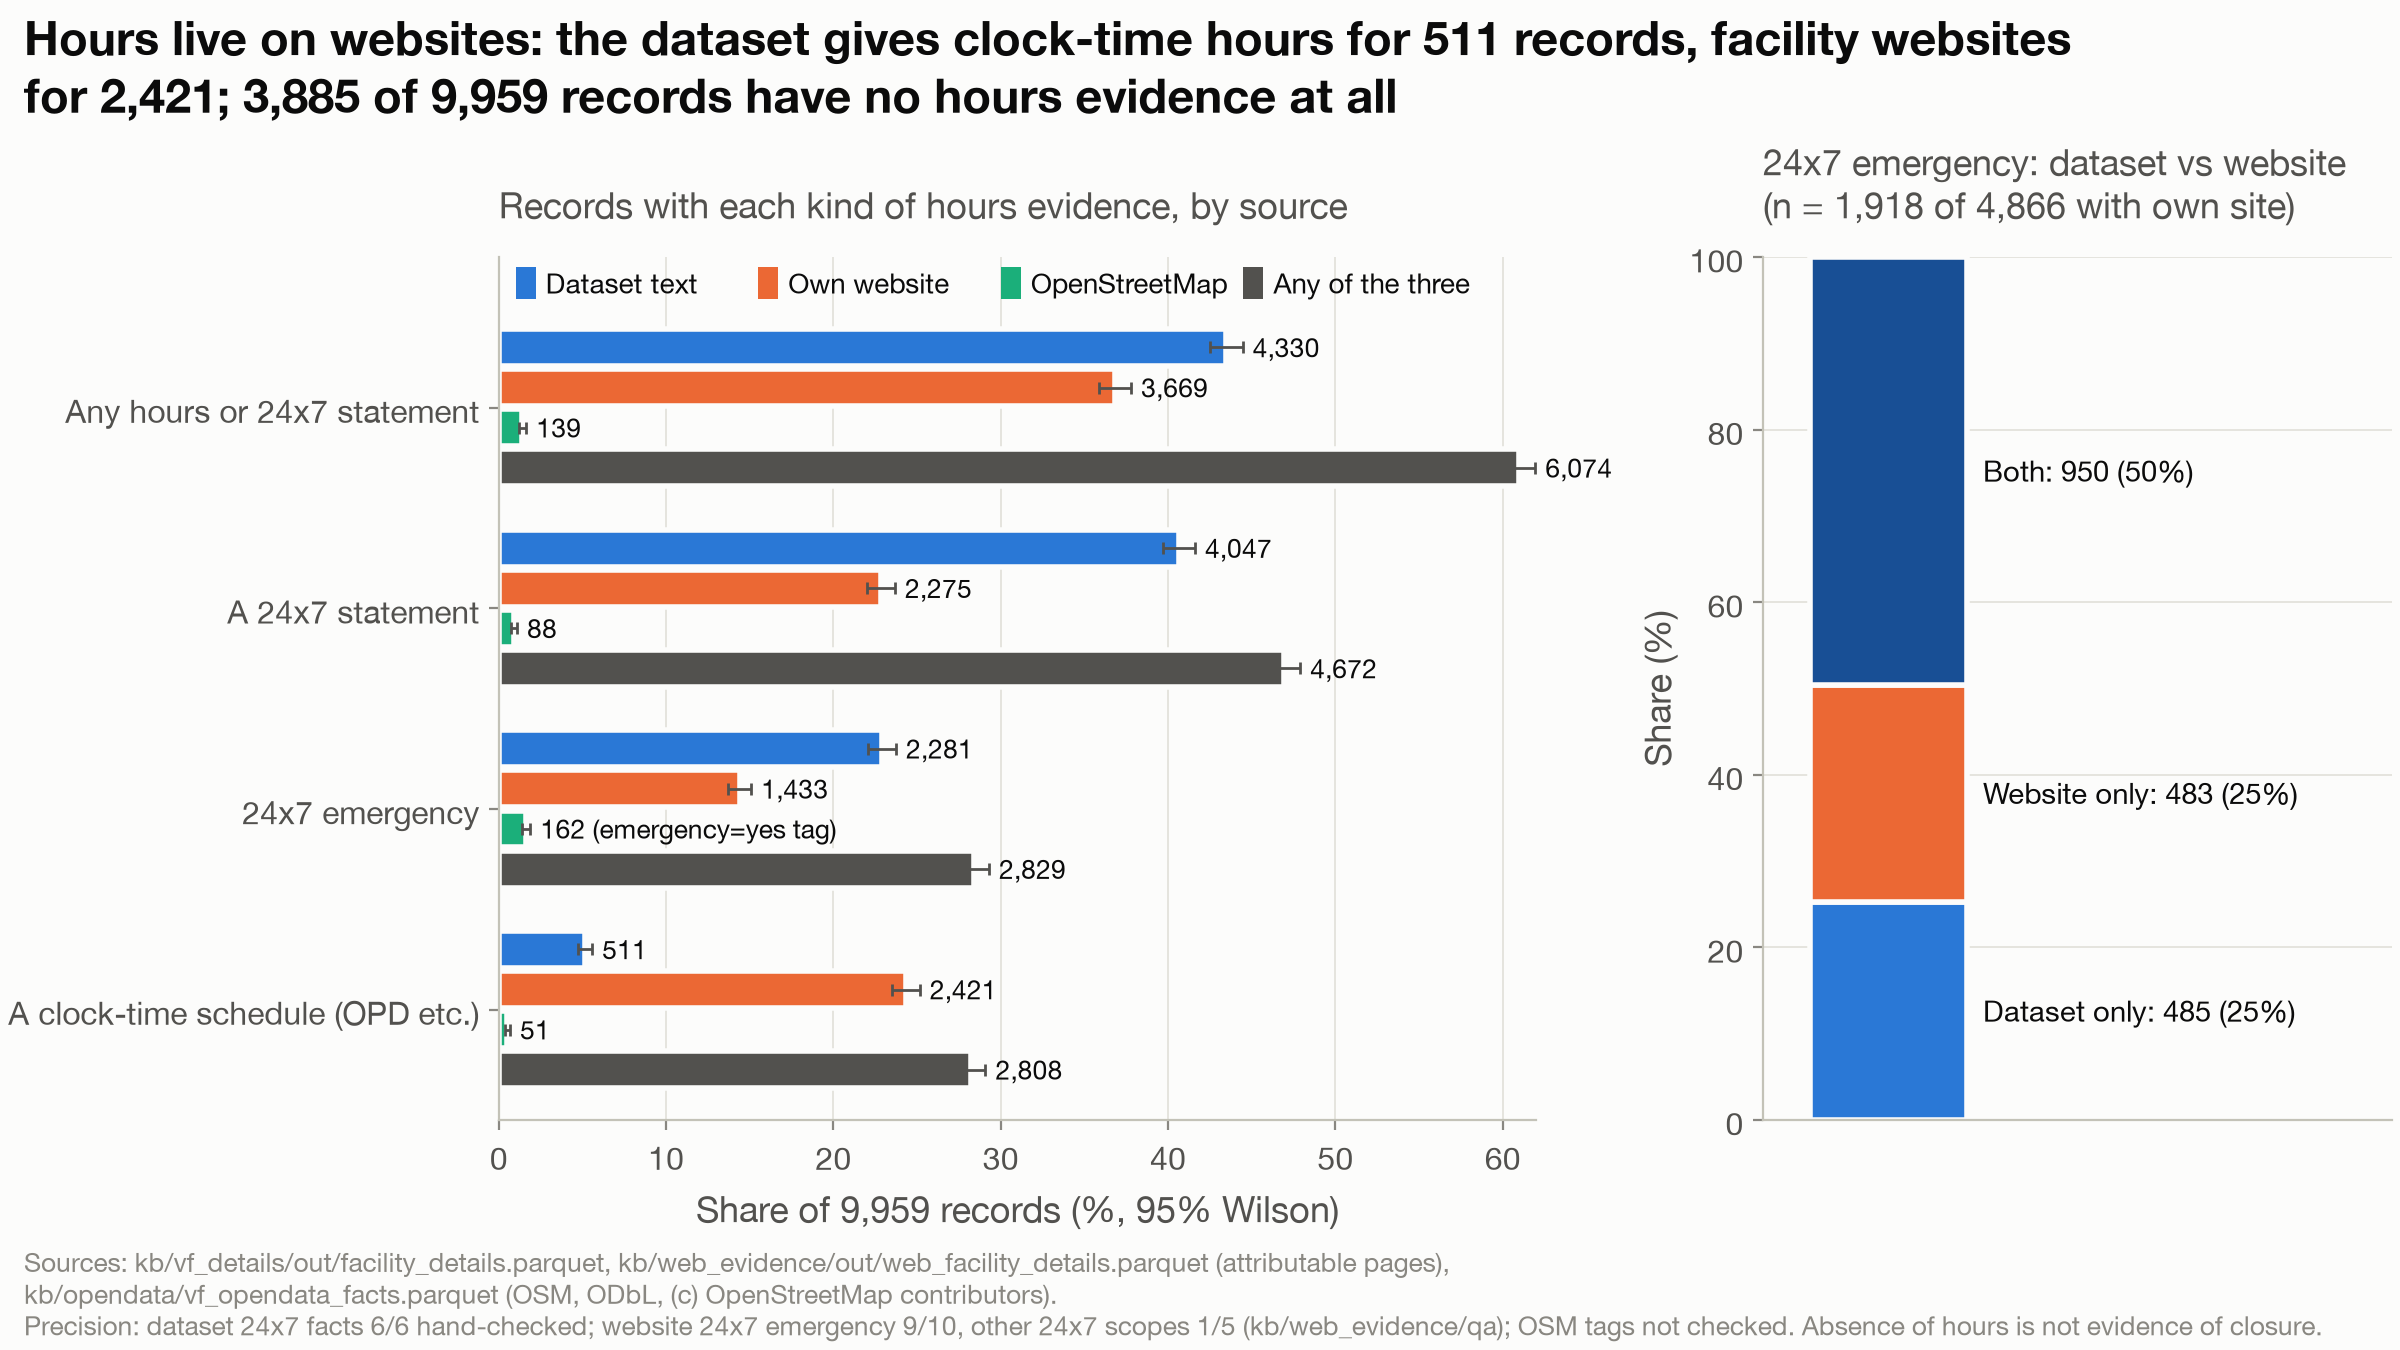 Hours live on websites: the dataset gives clock-time hours for 511 records, facility websites
for 2,421; 3,885 of 9,959 records have no hours evidence at all
Records with each kind of hours evidence, by source
Dataset text
Own website
OpenStreetMap
Any of the three
Any hours or 24x7 statement
4,330
3,669
139
6,074
A 24x7 statement
4,047
2,275
88
4,672
24x7 emergency
2,281
1,433
162 (emergency=yes tag)
2,829
A clock-time schedule (OPD etc.)
511
2,421
51
2,808
0
10
20
30
40
50
60
Share of 9,959 records (%, 95% Wilson)
24x7 emergency: dataset vs website
(n = 1,918 of 4,866 with own site)
Share (%)
100
80
60
40
20
0
Both: 950 (50%)
Website only: 483 (25%)
Dataset only: 485 (25%)
Sources: kb/vf_details/out/facility_details.parquet, kb/web_evidence/out/web_facility_details.parquet (attributable pages),
kb/opendata/vf_opendata_facts.parquet (OSM, ODbL, (c) OpenStreetMap contributors).
Precision: dataset 24x7 facts 6/6 hand-checked; website 24x7 emergency 9/10, other 24x7 scopes 1/5 (kb/web_evidence/qa); OSM tags not checked. Absence of hours is not evidence of closure.